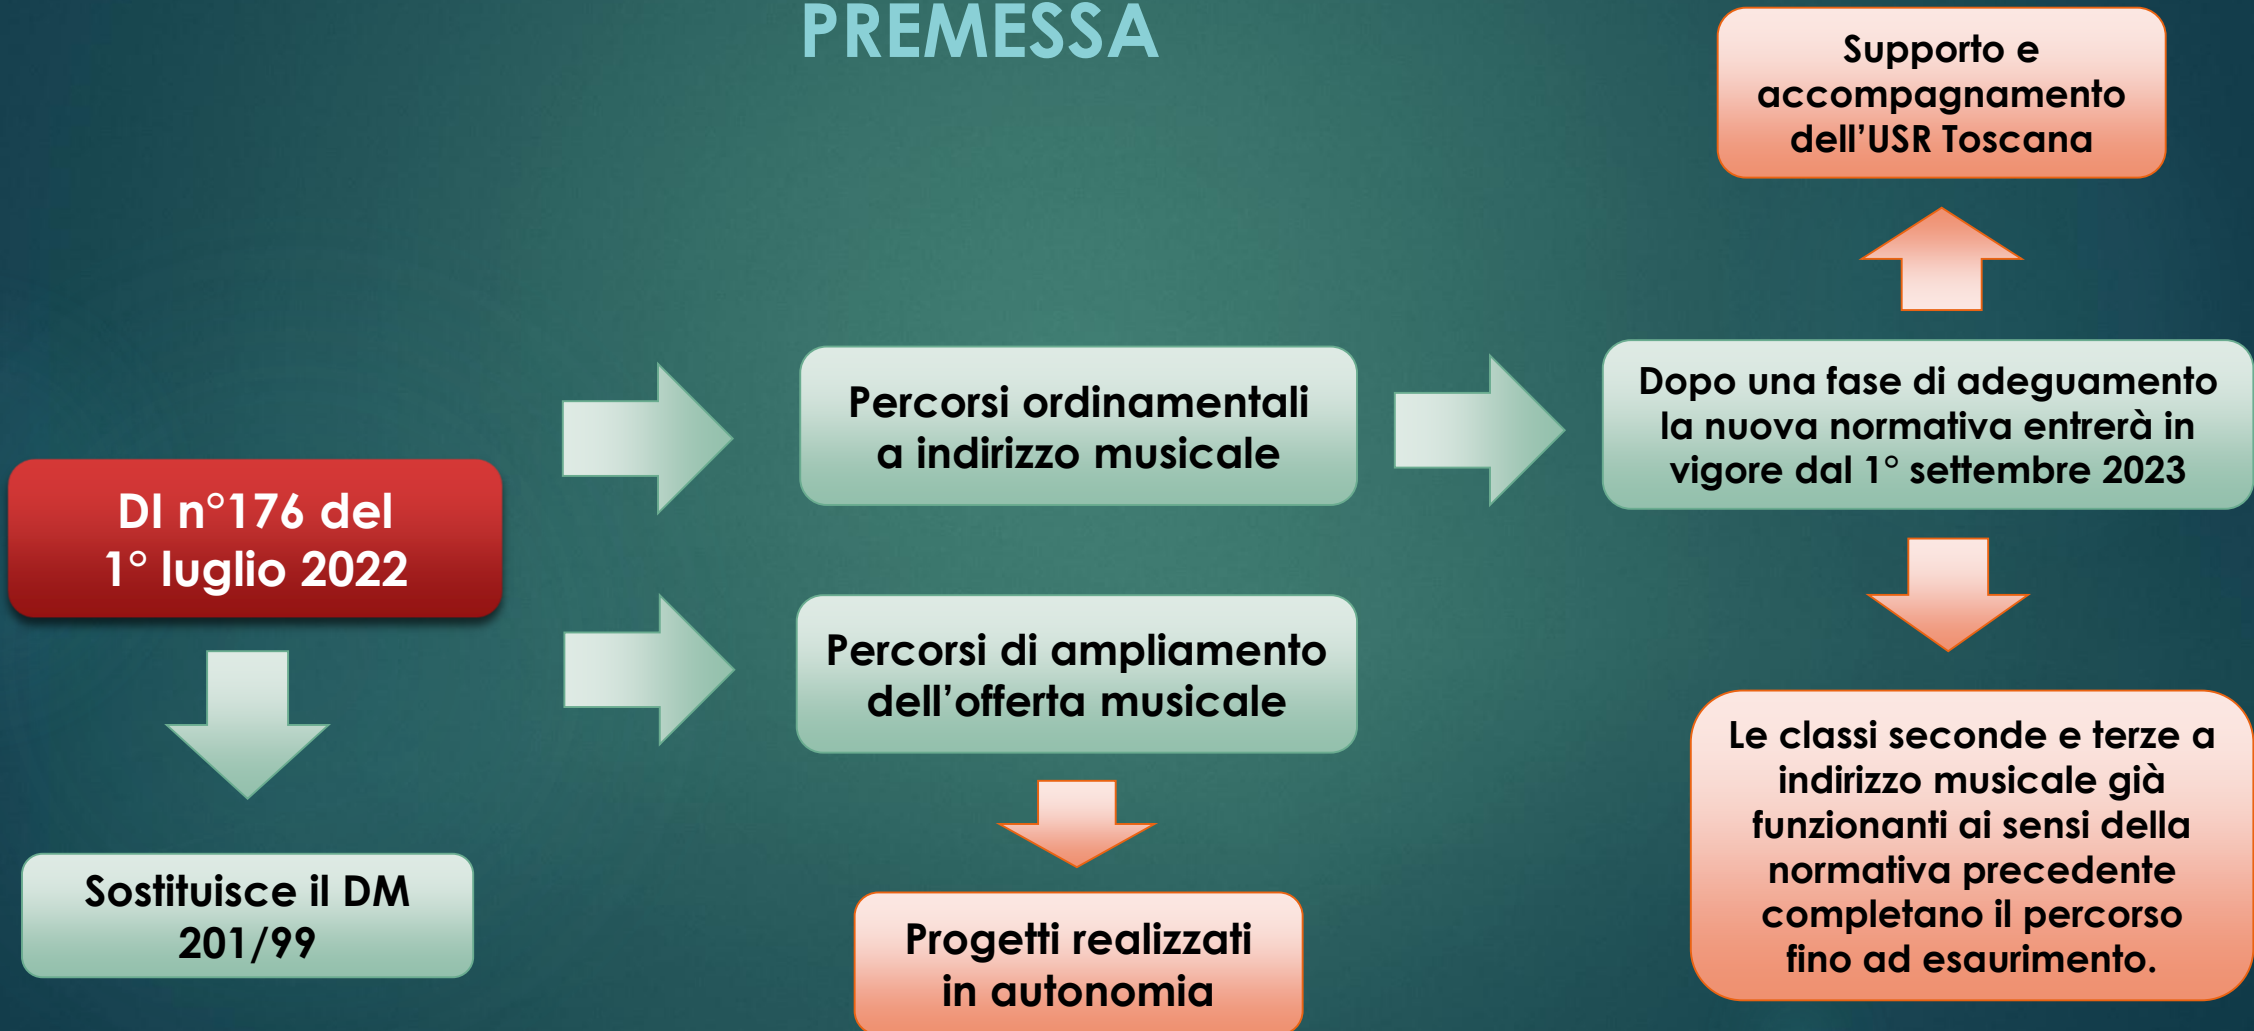 PREMESSA
Supporto e
accompagnamento
dell’USR Toscana
Percorsi ordinamentali
a indirizzo musicale
Dopo una fase di adeguamento
la nuova normativa entrerà in
vigore dal 1° settembre 2023
DI n°176 del
1° luglio 2022
Percorsi di ampliamento
dell’offerta musicale
Le classi seconde e terze a
indirizzo musicale già
funzionanti ai sensi della
normativa precedente
completano il percorso
fino ad esaurimento.
Sostituisce il DM
201/99
Progetti realizzati
in autonomia